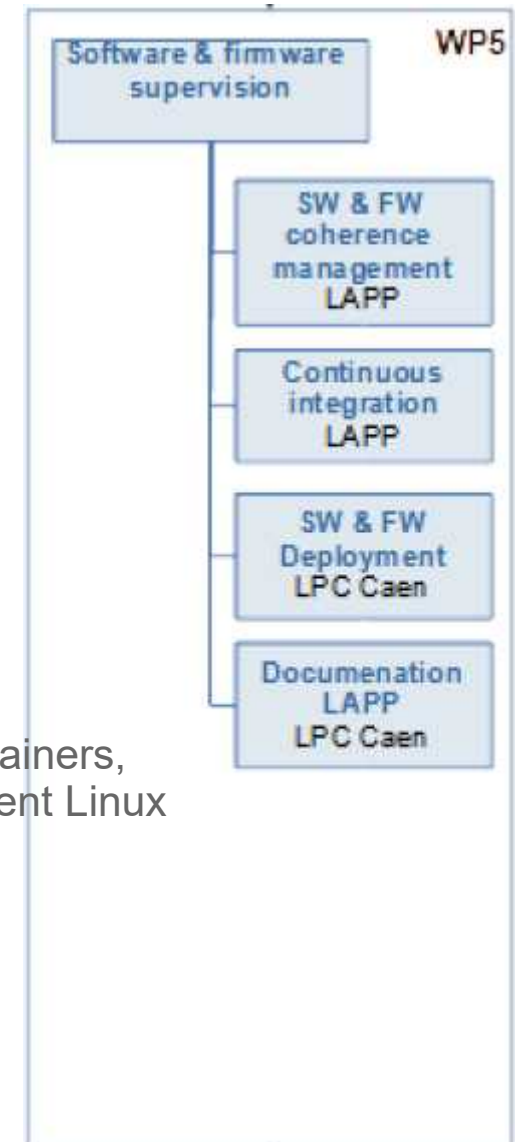 WP5
Software & firmware
supervision
SW & FW
coherence
management
LAPP
Continuous
integration
LAPP
SW & FW
Deployment
LPC Caen
Documenation
LAPP
LPC Caen
ainers,
ent Linux